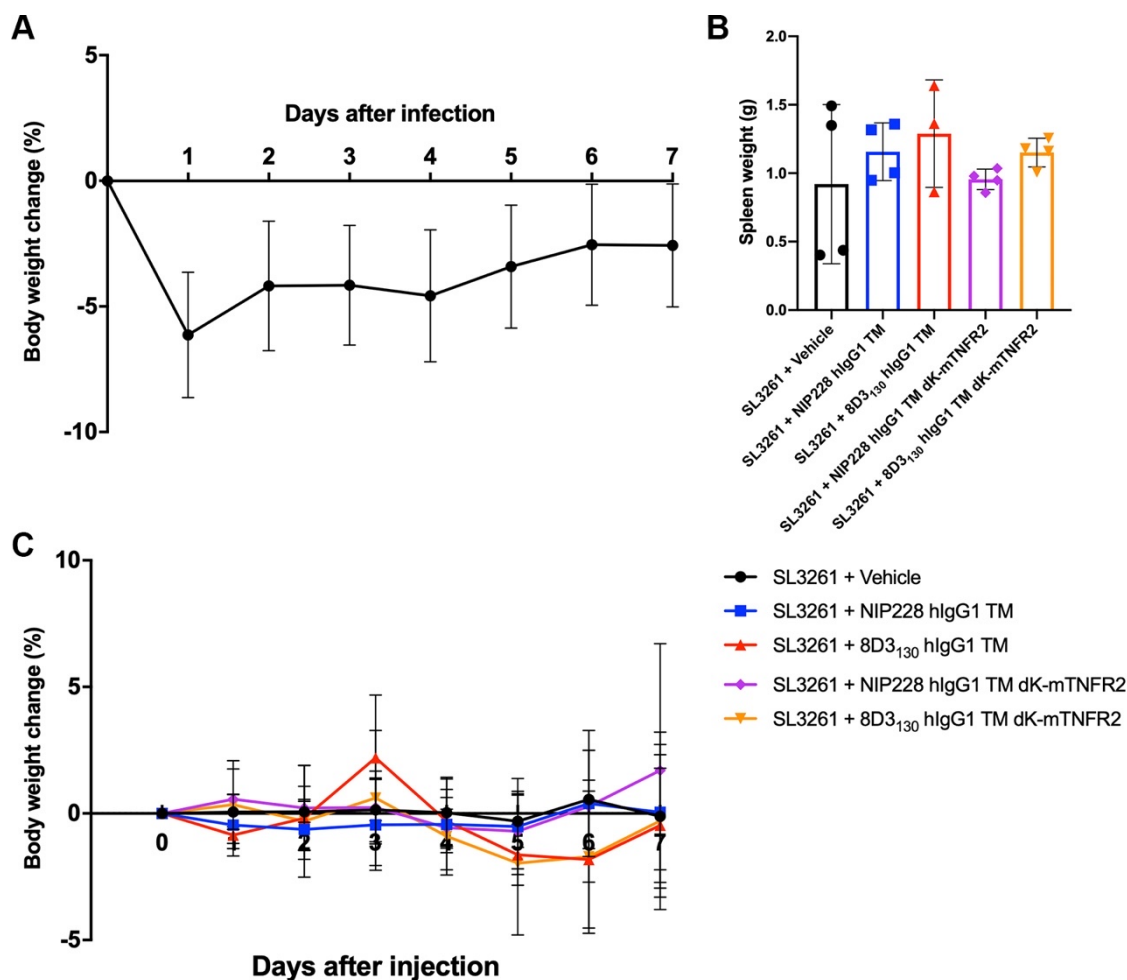 A
5
Days after infection
1 2 3 4 5 6 7
0
-5
-10
Body weight change (%)
B
2.0
1.5
1.0
0.5
0.0
Spleen weight (g)
SL3261 + Vehicle
SL3261 + NIP228 hIgG1 TM
SL3261 + 8D3₁₃₀ hIgG1 TM
SL3261 + NIP228 hIgG1 TM dK-mTNFR2
SL3261 + 8D3₁₃₀ hIgG1 TM dK-mTNFR2
C
10
5
0
-5
Body weight change (%)
0 1 2 3 4 5 6 7
Days after injection
SL3261 + Vehicle
SL3261 + NIP228 hIgG1 TM
SL3261 + 8D3₁₃₀ hIgG1 TM
SL3261 + NIP228 hIgG1 TM dK-mTNFR2
SL3261 + 8D3₁₃₀ hIgG1 TM dK-mTNFR2